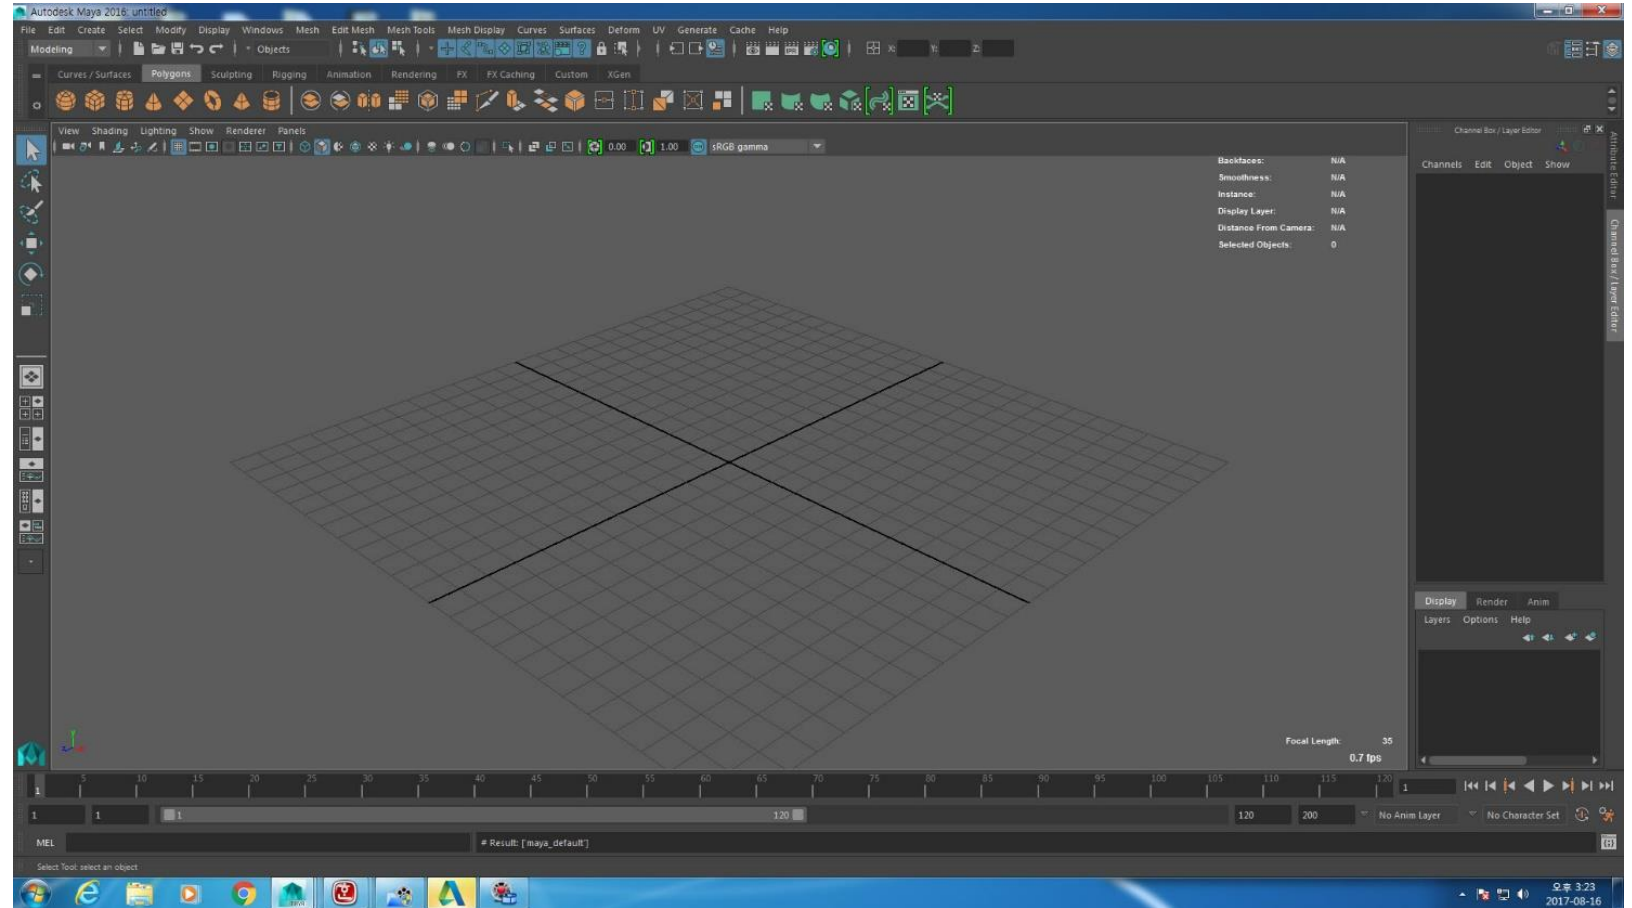 Autodesk Maya 2016: untitled
File Edit Create Select Modify Display Windows Mesh Edit Mesh Mesh Tools Mesh Display Curves Surfaces Deform UV Generate Cache Help
Modeling Objects X: Y: Z:
Curves / Surfaces Polygons Sculpting Rigging Animation Rendering FX FX Caching Custom XGen
View Shading Lighting Show Renderer Panels
0.00 1.00 sRGB gamma
Backfaces: N/A
Smoothness: N/A
Instance: N/A
Display Layer: N/A
Distance From Camera: N/A
Selected Objects: 0
Channel Box / Layer Editor
Channels Edit Object Show
Attribute Editor
Channel Box / Layer Editor
Display Render Anim
Layers Options Help
Focal Length: 35
0.7 fps
5 10 15 20 25 30 35 40 45 50 55 60 65 70 75 80 85 90 95 100 105 110 115 120
1 1
1 1 1 120 120 200 No Anim Layer No Character Set
MEL # Result: ['maya_default']
Select Tool: select an object
오후 3:23
2017-08-16